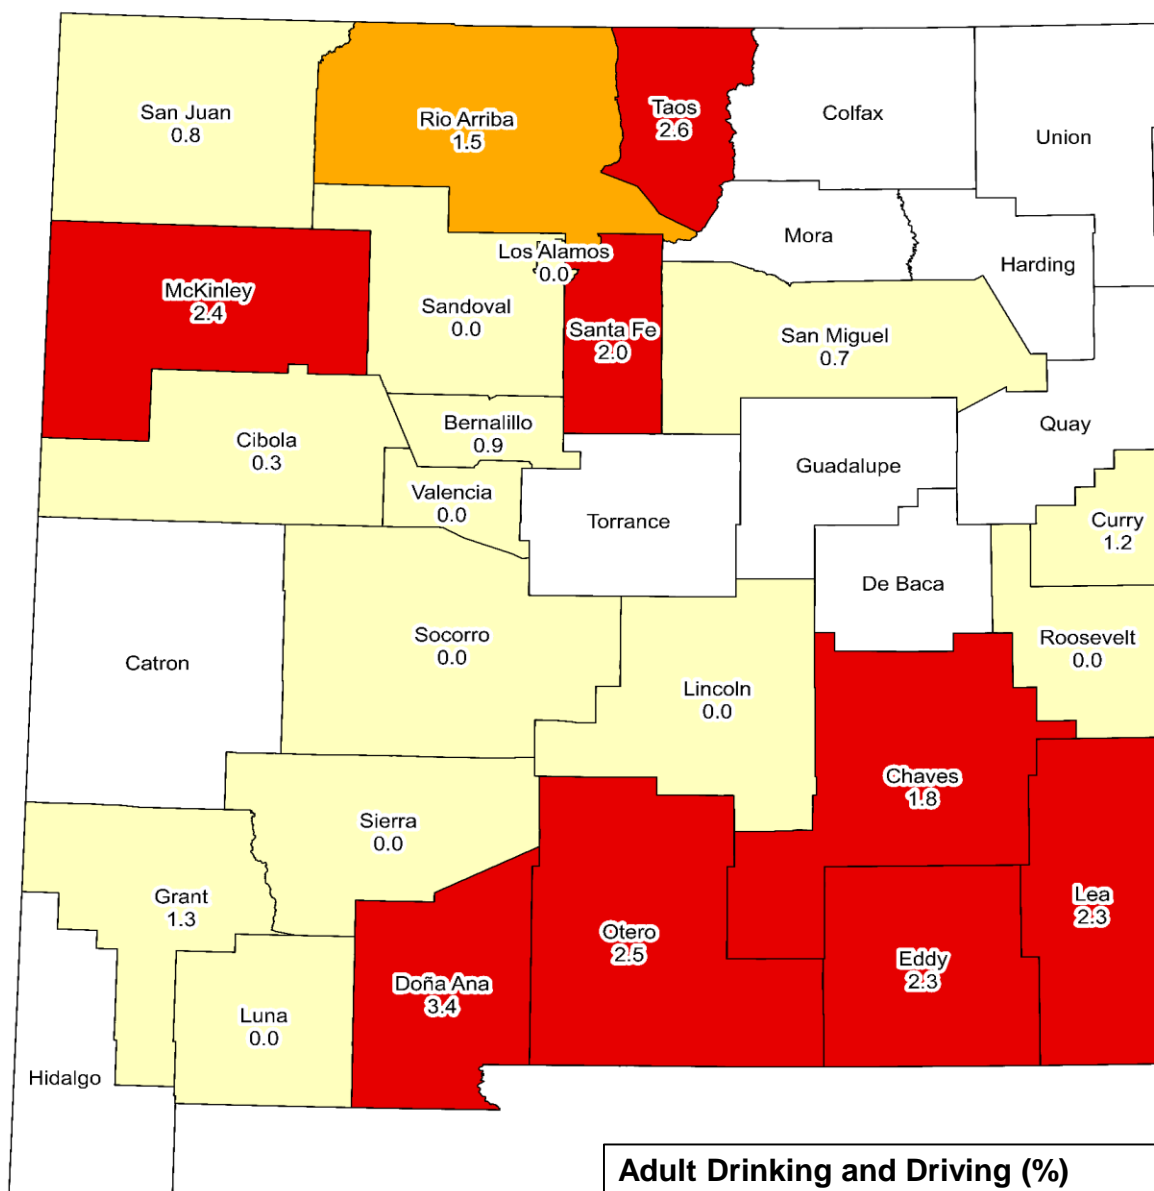 San Juan
0.8
Rio Arriba
1.5
Taos
2.6
Colfax
Union
Mora
Los Alamos
0.0
Harding
McKinley
2.4
Sandoval
0.0
Santa Fe
2.0
San Miguel
0.7
Cibola
0.3
Bernalillo
0.9
Quay
Guadalupe
Valencia
0.0
Torrance
Curry
1.2
De Baca
Socorro
0.0
Roosevelt
0.0
Catron
Lincoln
0.0
Chaves
1.8
Sierra
0.0
Grant
1.3
Otero
2.5
Lea
2.3
Eddy
2.3
Doña Ana
3.4
Luna
0.0
Hidalgo
Adult Drinking and Driving (%)